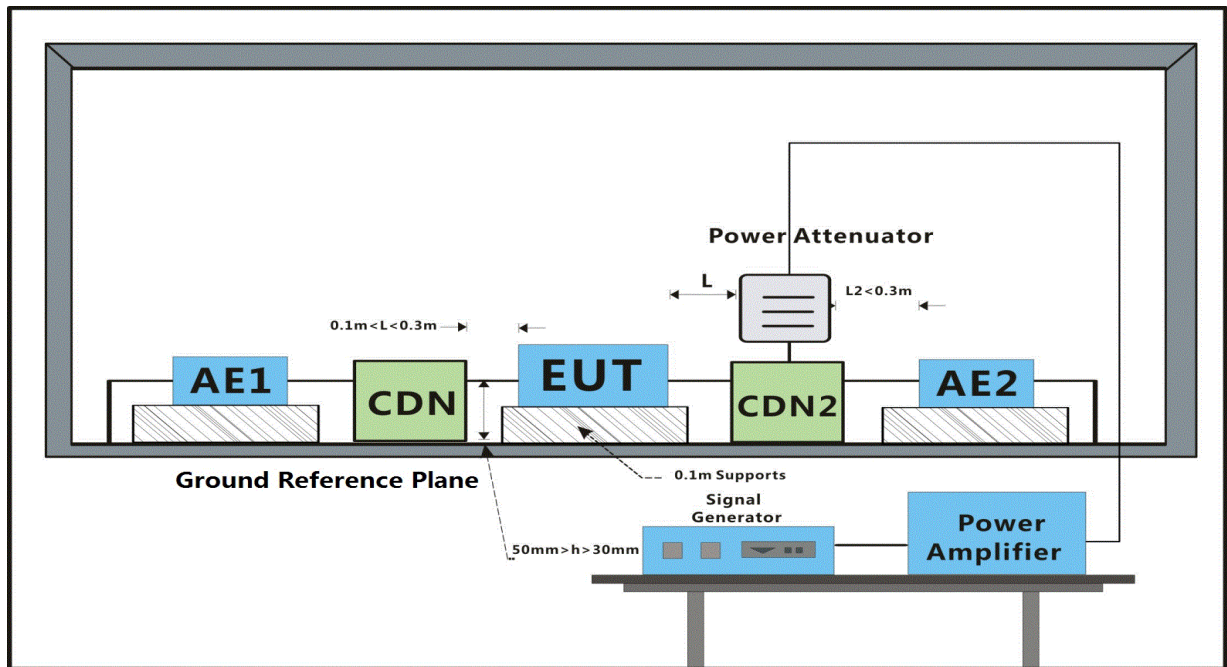 Power Attenuator
L
L2<0.3m
0.1m<L<0.3m
AE1
CDN
EUT
CDN2
AE2
Ground Reference Plane
0.1m Supports
Signal
Generator
Power
Amplifier
50mm>h>30mm